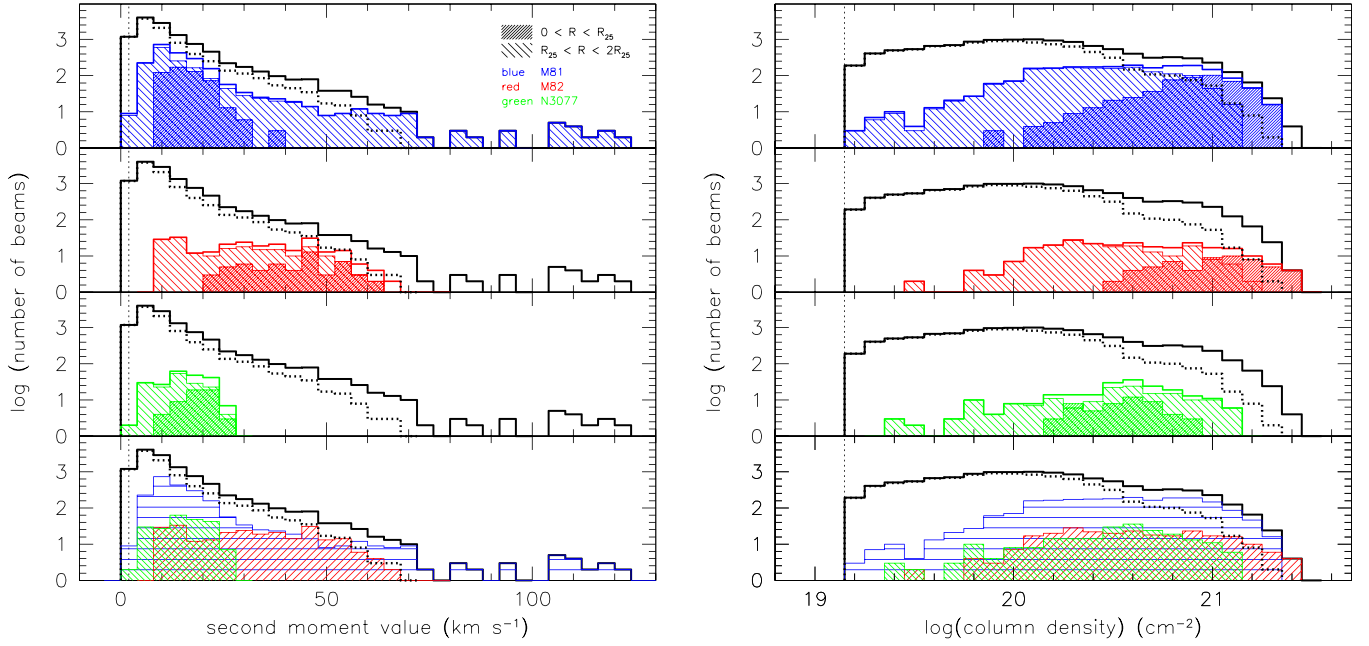 0 < R < R25
R25 < R < 2R25
blue M81
red M82
green N3077
3
2
1
0
3
2
1
0
3
2
1
0
3
2
1
0
log (number of beams)
0 50 100
second moment value (km s⁻¹)
3
2
1
0
3
2
1
0
3
2
1
0
3
2
1
0
log (number of beams)
19 20 21
log(column density) (cm⁻²)